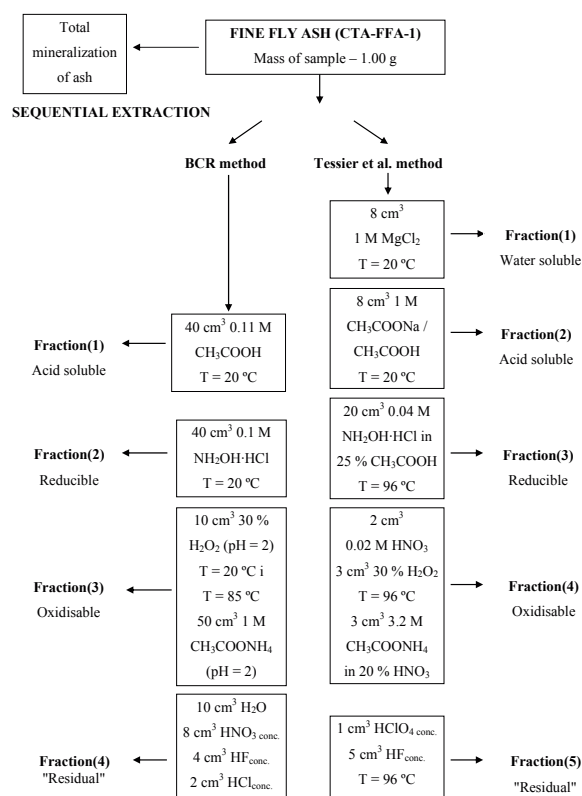 Total
mineralization
of ash
FINE FLY ASH (CTA-FFA-1)
Mass of sample – 1.00 g
SEQUENTIAL EXTRACTION
BCR method
Tessier et al. method
8 cm³
1 M MgCl₂
T = 20 ºC
Fraction(1)
Water soluble
Fraction(1)
Acid soluble
40 cm³ 0.11 M
CH₃COOH
T = 20 ºC
8 cm³ 1 M
CH₃COONa /
CH₃COOH
T = 20 ºC
Fraction(2)
Acid soluble
Fraction(2)
Reducible
40 cm³ 0.1 M
NH₂OH·HCl
T = 20 ºC
20 cm³ 0.04 M
NH₂OH·HCl in
25 % CH₃COOH
T = 96 ºC
Fraction(3)
Reducible
Fraction(3)
Oxidisable
10 cm³ 30 %
H₂O₂ (pH = 2)
T = 20 ºC i
T = 85 ºC
50 cm³ 1 M
CH₃COONH₄
(pH = 2)
2 cm³
0.02 M HNO₃
3 cm³ 30 % H₂O₂
T = 96 ºC
3 cm³ 3.2 M
CH₃COONH₄
in 20 % HNO₃
Fraction(4)
Oxidisable
Fraction(4)
"Residual"
10 cm³ H₂O
8 cm³ HNO₃ conc.
4 cm³ HFconc.
2 cm³ HClconc.
1 cm³ HClO₄ conc.
5 cm³ HFconc.
T = 96 ºC
Fraction(5)
"Residual"